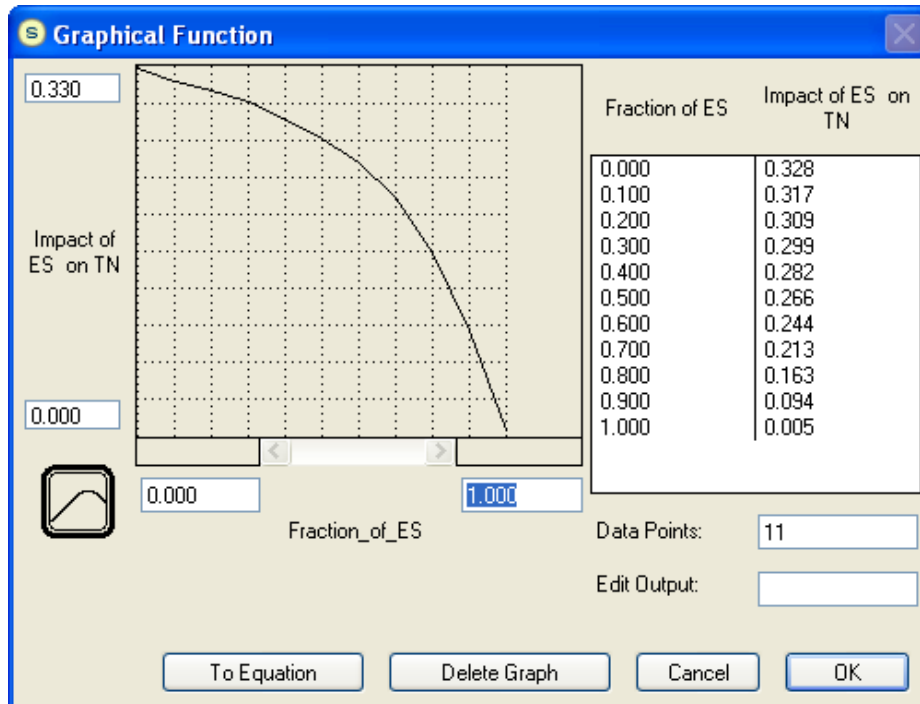 S Graphical Function
0.330
Impact of
ES on TN
0.000
0.000
1.000
Fraction_of_ES
Fraction of ES
Impact of ES on
TN
0.000 0.328
0.100 0.317
0.200 0.309
0.300 0.299
0.400 0.282
0.500 0.266
0.600 0.244
0.700 0.213
0.800 0.163
0.900 0.094
1.000 0.005
Data Points: 11
Edit Output:
To Equation
Delete Graph
Cancel
OK